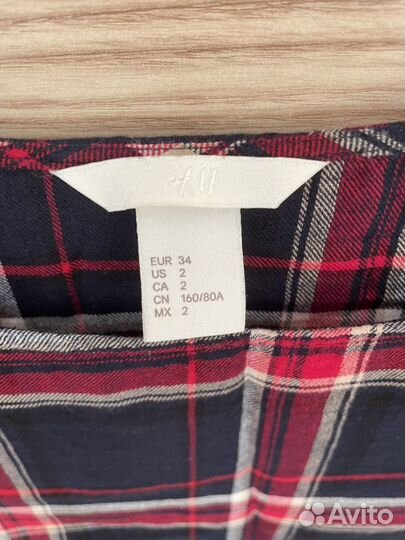 H&M
EUR 34
US 2
CA 2
CN 160/80A
MX 2
Avito